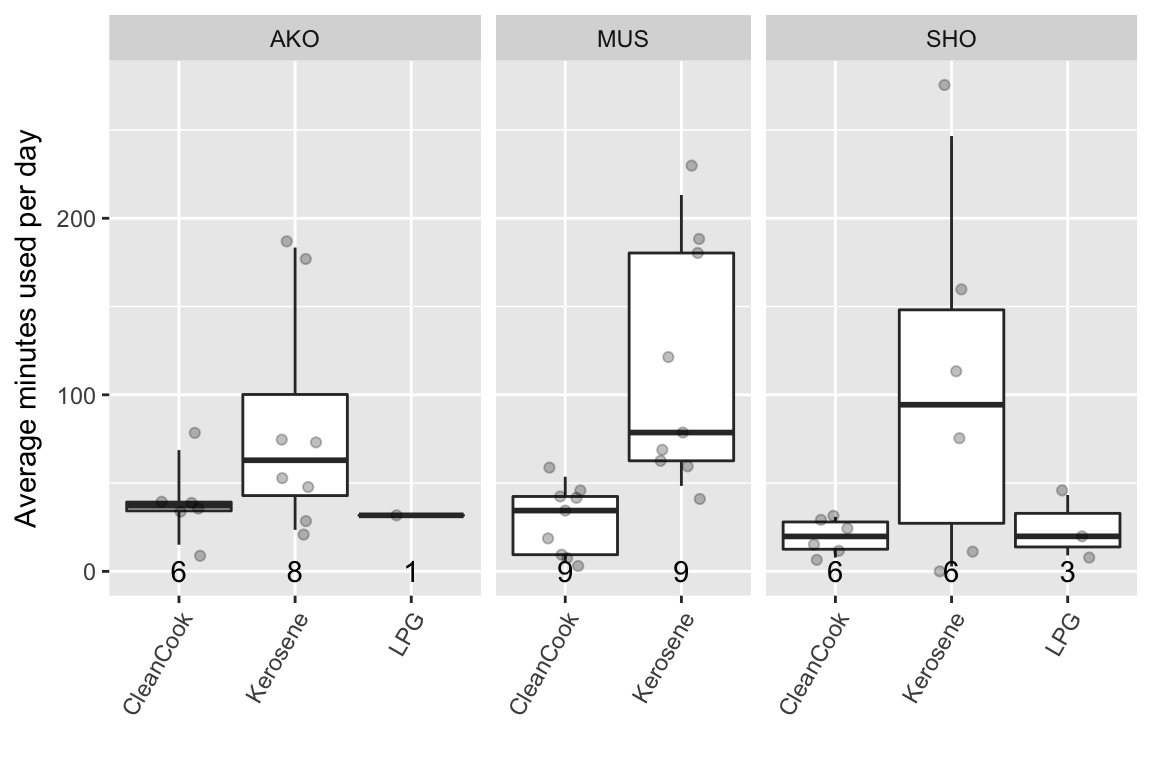 AKO
MUS
SHO
Average minutes used per day
200
100
0
6
8
1
9
9
6
6
3
CleanCook
Kerosene
LPG
CleanCook
Kerosene
CleanCook
Kerosene
LPG